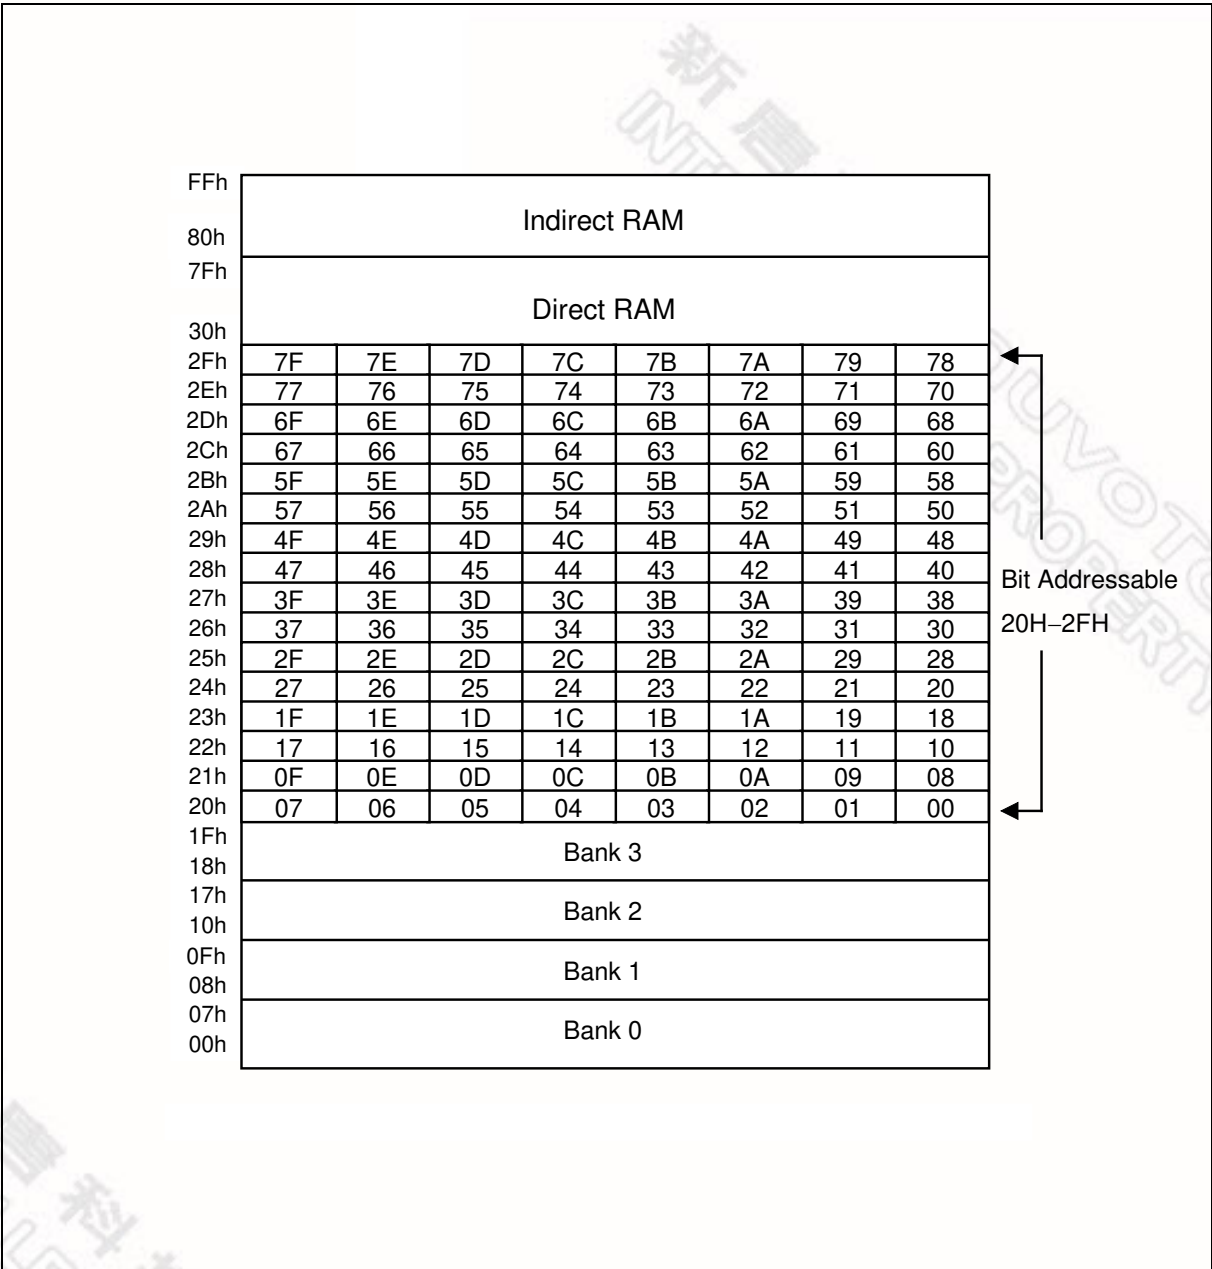 新唐
FFh
Indirect RAM
80h
7Fh
Direct RAM
30h
2Fh 7F 7E 7D 7C 7B 7A 79 78
2Eh 77 76 75 74 73 72 71 70
2Dh 6F 6E 6D 6C 6B 6A 69 68
2Ch 67 66 65 64 63 62 61 60
2Bh 5F 5E 5D 5C 5B 5A 59 58
2Ah 57 56 55 54 53 52 51 50
29h 4F 4E 4D 4C 4B 4A 49 48
28h 47 46 45 44 43 42 41 40
27h 3F 3E 3D 3C 3B 3A 39 38
26h 37 36 35 34 33 32 31 30
25h 2F 2E 2D 2C 2B 2A 29 28
24h 27 26 25 24 23 22 21 20
23h 1F 1E 1D 1C 1B 1A 19 18
22h 17 16 15 14 13 12 11 10
21h 0F 0E 0D 0C 0B 0A 09 08
20h 07 06 05 04 03 02 01 00
Bit Addressable
20H–2FH
1Fh
Bank 3
18h
17h
Bank 2
10h
0Fh
Bank 1
08h
07h
Bank 0
00h